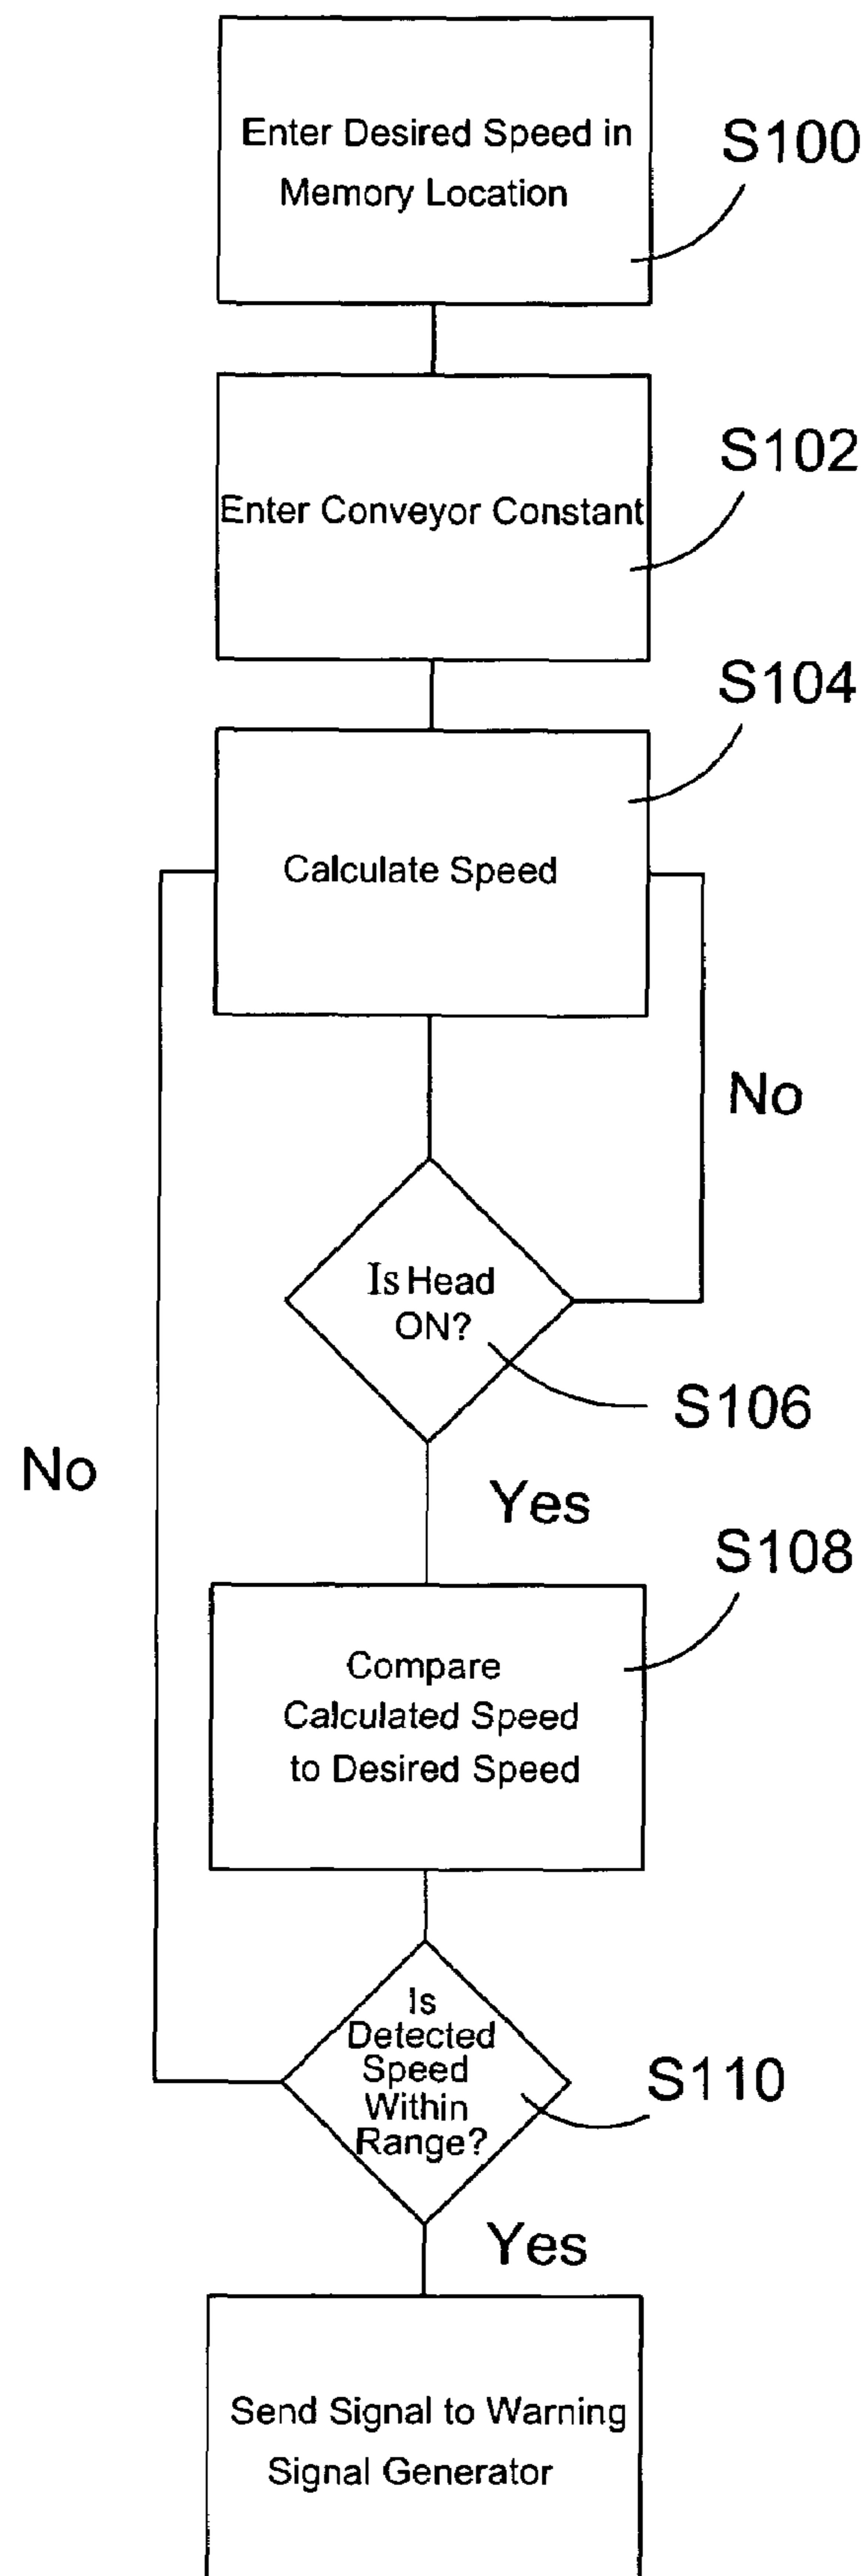 Enter Desired Speed in
Memory Location
S100
Enter Conveyor Constant
S102
S104
Calculate Speed
No
Is Head
ON?
S106
No
Yes
S108
Compare
Calculated Speed
to Desired Speed
Is
Detected
Speed
Within
Range?
S110
Yes
Send Signal to Warning
Signal Generator